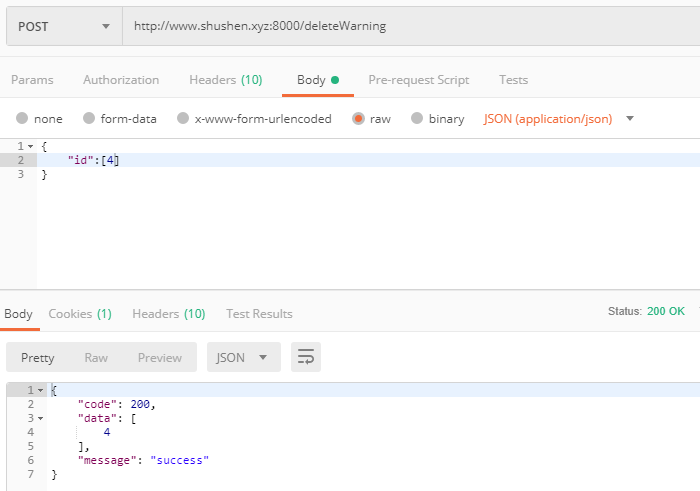 POST http://www.shushen.xyz:8000/deleteWarning
Params Authorization Headers (10) Body Pre-request Script Tests
none form-data x-www-form-urlencoded raw binary JSON (application/json)
1 {
2 "id":[4]
3 }
Body Cookies (1) Headers (10) Test Results Status: 200 OK
Pretty Raw Preview JSON
1 {
2 "code": 200,
3 "data": [
4 4
5 ],
6 "message": "success"
7 }